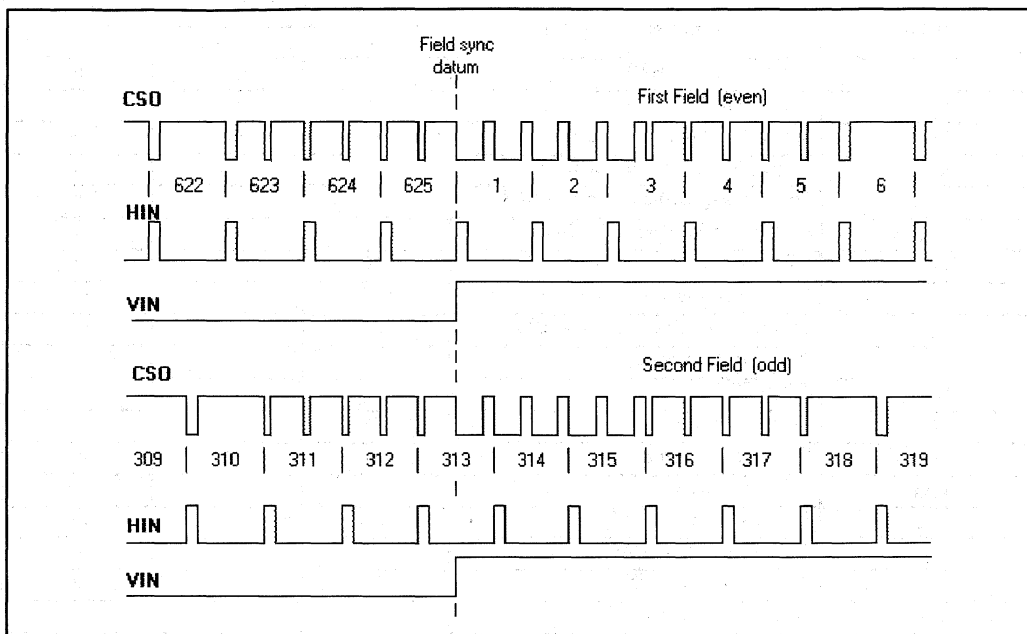 Field sync
datum
CSO
First Field (even)
622 623 624 625 1 2 3 4 5 6
HIN
VIN
CSO
Second Field (odd)
309 310 311 312 313 314 315 316 317 318 319
HIN
VIN